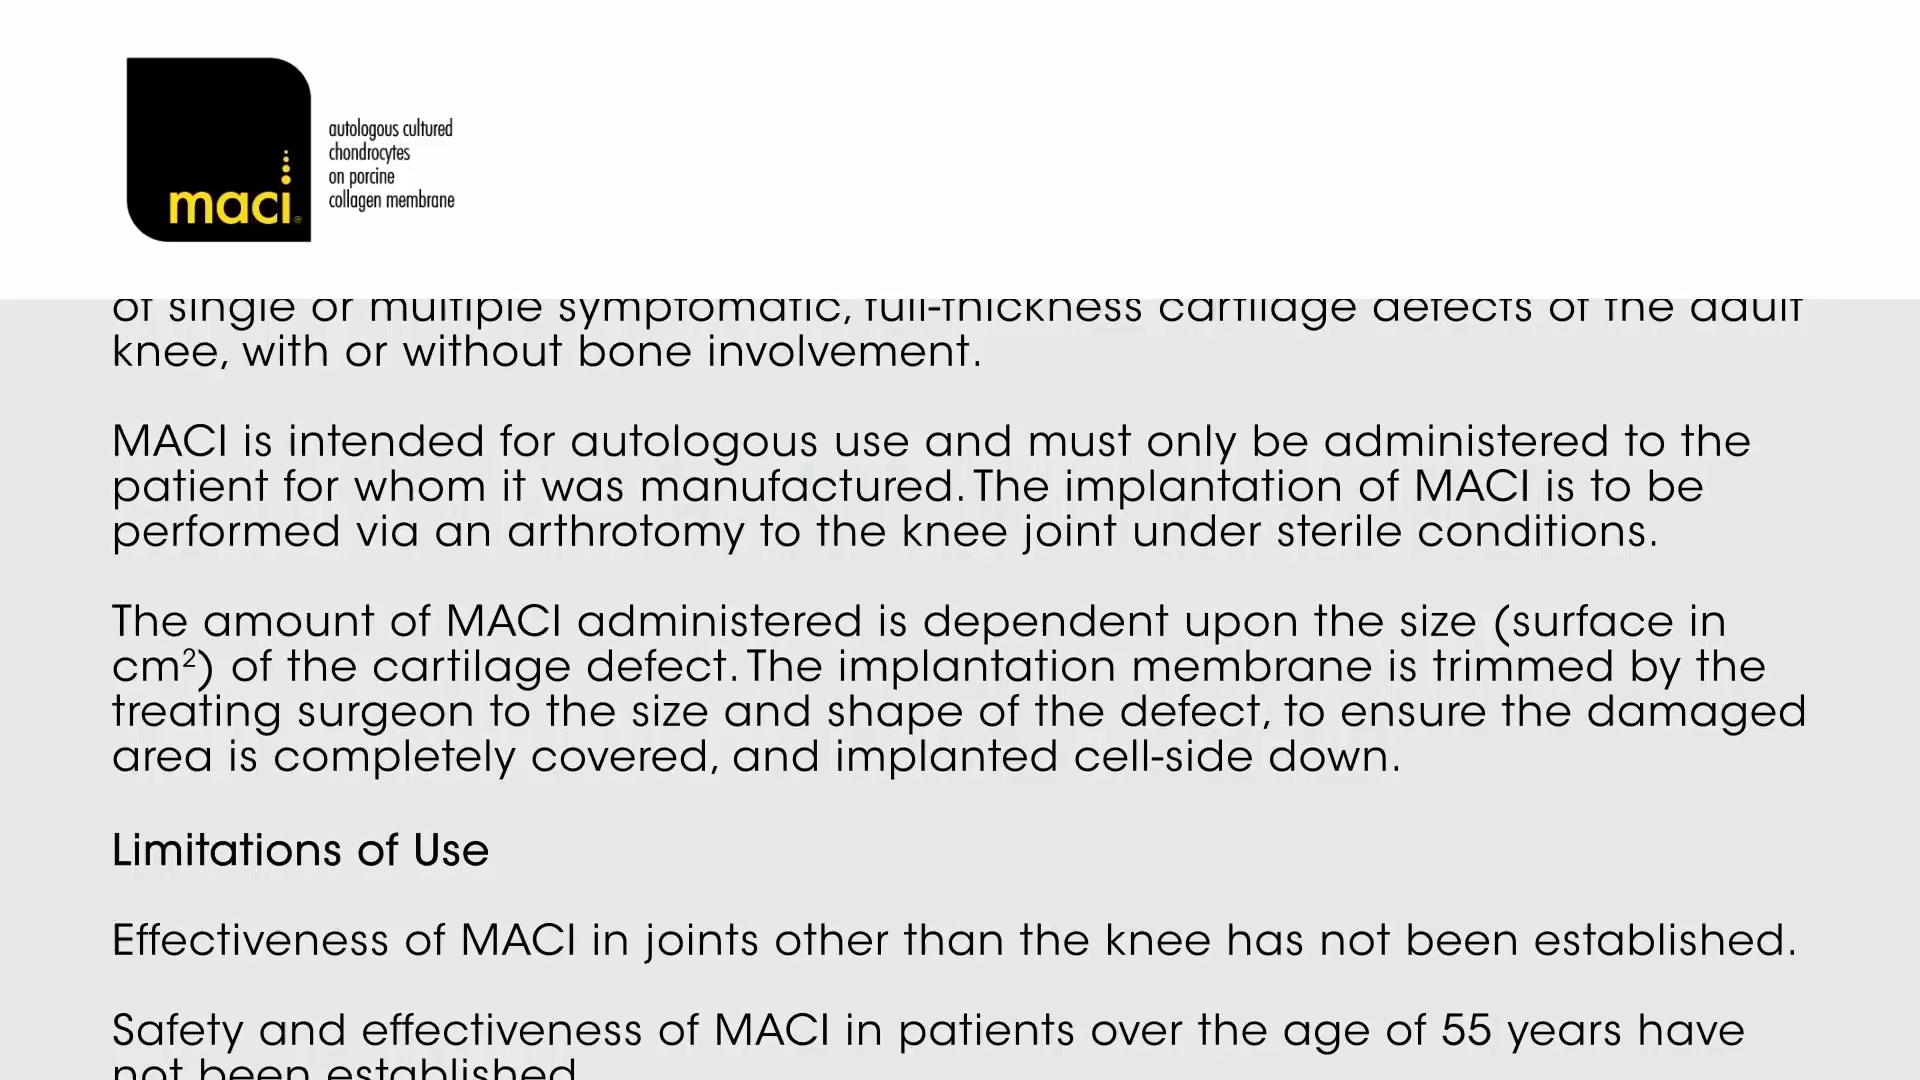 maci®
autologous cultured
chondrocytes
on porcine
collagen membrane
of single or multiple symptomatic, full-thickness cartilage defects of the adult
knee, with or without bone involvement.
MACI is intended for autologous use and must only be administered to the
patient for whom it was manufactured. The implantation of MACI is to be
performed via an arthrotomy to the knee joint under sterile conditions.
The amount of MACI administered is dependent upon the size (surface in
cm²) of the cartilage defect. The implantation membrane is trimmed by the
treating surgeon to the size and shape of the defect, to ensure the damaged
area is completely covered, and implanted cell-side down.
Limitations of Use
Effectiveness of MACI in joints other than the knee has not been established.
Safety and effectiveness of MACI in patients over the age of 55 years have
not been established.